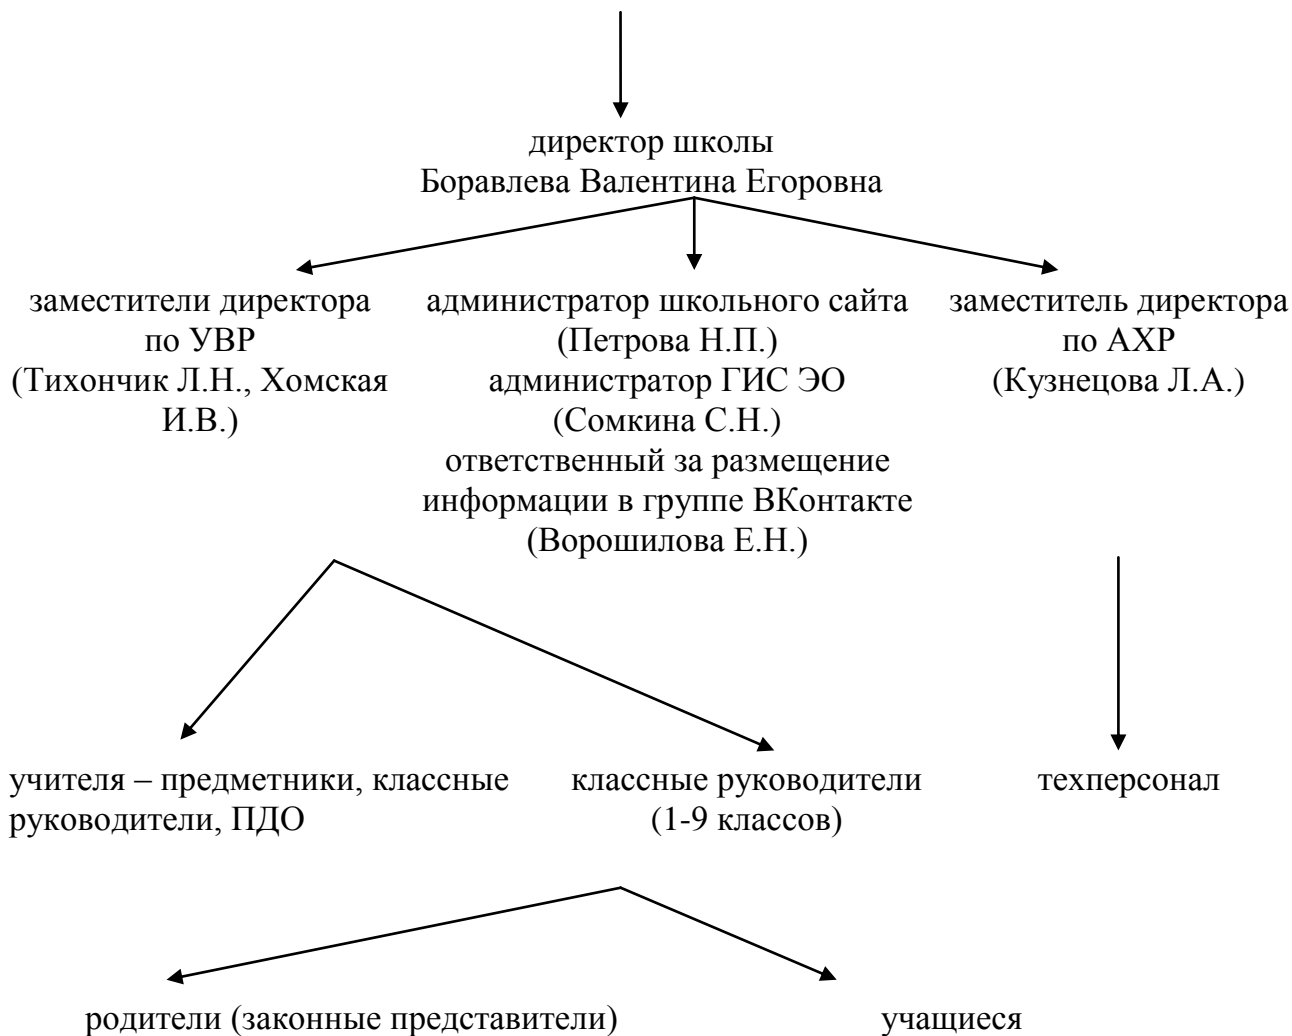 директор школы
Боравлева Валентина Егоровна
заместители директора
по УВР
(Тихончик Л.Н., Хомская
И.В.)
администратор школьного сайта
(Петрова Н.П.)
администратор ГИС ЭО
(Сомкина С.Н.)
ответственный за размещение
информации в группе ВКонтакте
(Ворошилова Е.Н.)
заместитель директора
по АХР
(Кузнецова Л.А.)
учителя – предметники, классные
руководители, ПДО
классные руководители
(1-9 классов)
техперсонал
родители (законные представители)
учащиеся